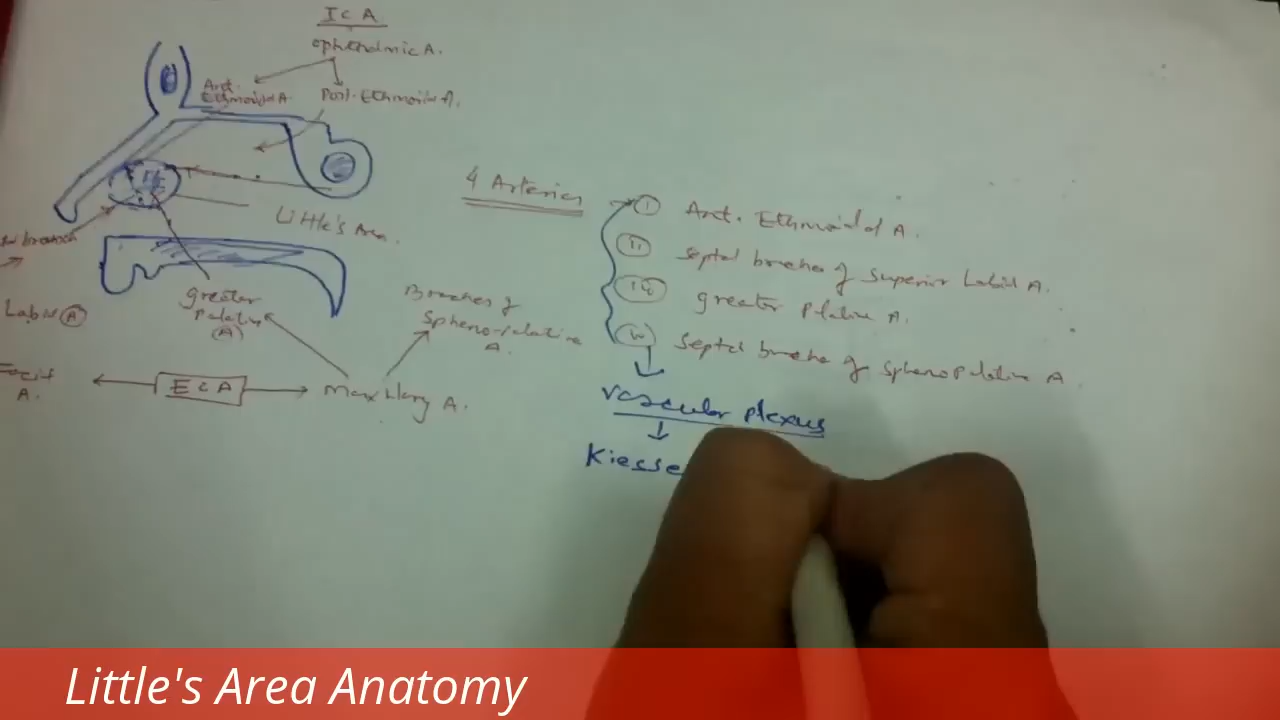 ICA
ophthalmic A.
Ant. Ethmoidal A.
Post. Ethmoidal A.
4 Arteries
i
Ant. Ethmoidal A.
Little's Area.
ii
septal branches of superior Labial A.
iii
greater Platine A.
greater
Palatine
A
Branches of
Spheno-palatine
A.
iv
septal branches of sphenopalatine A.
Labial A
A.
ECA
Maxillary A.
vascular plexus
Kiesse
Little's Area Anatomy